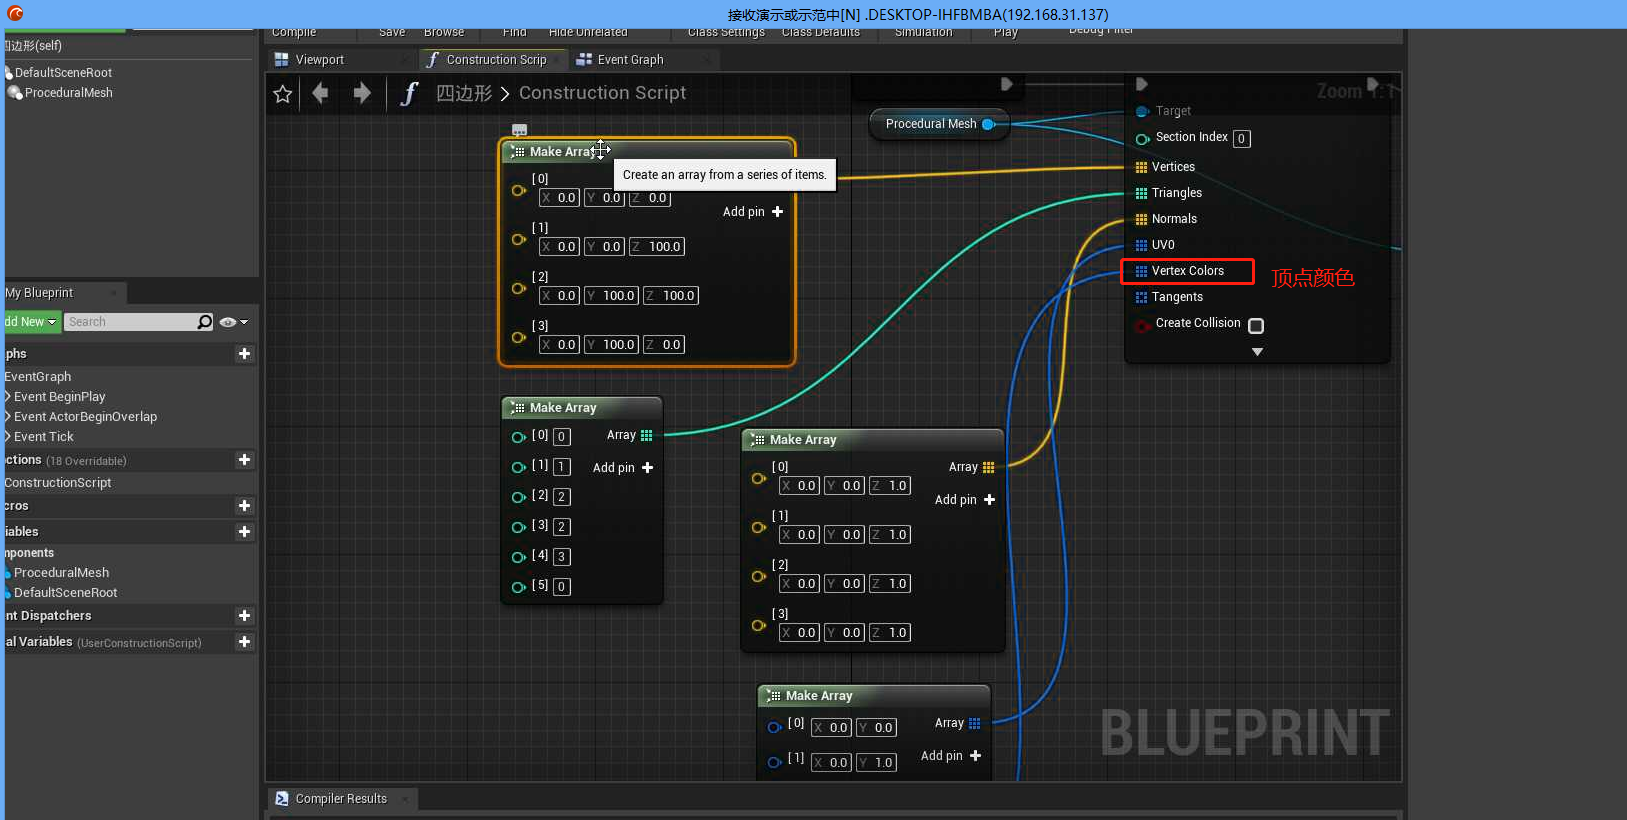 接收演示或示范中[N] .DESKTOP-IHFBMBA(192.168.31.137)
Compile Save Browse Find Hide Unrelated Class Settings Class Defaults Simulation Play Debug Filter
四边形(self)
DefaultSceneRoot
ProceduralMesh
Viewport
Construction Scrip
Event Graph
四边形 > Construction Script
Zoom 1:1
Procedural Mesh
Target
Section Index 0
Vertices
Triangles
Normals
UV0
Vertex Colors
顶点颜色
Tangents
Create Collision
Make Array
Create an array from a series of items.
[0]
X 0.0 Y 0.0 Z 0.0
Add pin +
[1]
X 0.0 Y 0.0 Z 100.0
[2]
X 0.0 Y 100.0 Z 100.0
[3]
X 0.0 Y 100.0 Z 0.0
Make Array
[0] 0 Array
[1] 1 Add pin +
[2] 2
[3] 2
[4] 3
[5] 0
Make Array
[0] Array
X 0.0 Y 0.0 Z 1.0
Add pin +
[1]
X 0.0 Y 0.0 Z 1.0
[2]
X 0.0 Y 0.0 Z 1.0
[3]
X 0.0 Y 0.0 Z 1.0
Make Array
[0] X 0.0 Y 0.0 Array
[1] X 0.0 Y 1.0 Add pin +
BLUEPRINT
My Blueprint
dd New Search
phs +
EventGraph
Event BeginPlay
Event ActorBeginOverlap
Event Tick
ctions (18 Overridable) +
ConstructionScript
cros +
iables +
mponents
ProceduralMesh
DefaultSceneRoot
nt Dispatchers +
al Variables (UserConstructionScript) +
Compiler Results